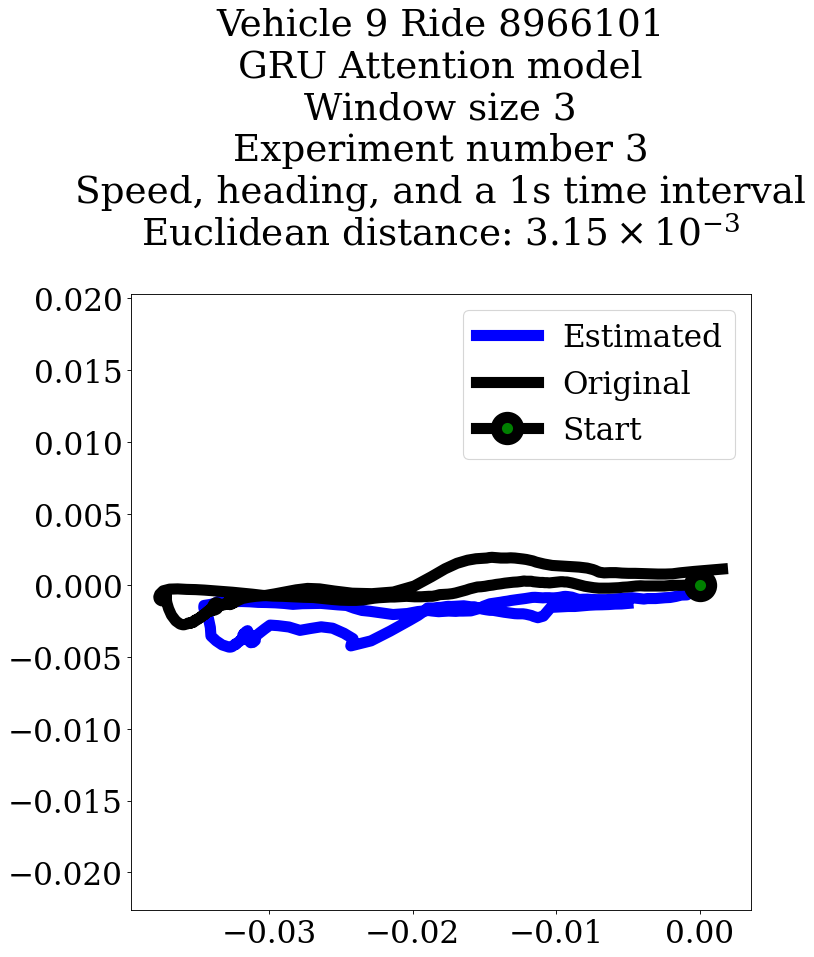 Vehicle 9 Ride 8966101
GRU Attention model
Window size 3
Experiment number 3
Speed, heading, and a 1s time interval
Euclidean distance: 3.15 × 10⁻³
Estimated
Original
Start
0.020
0.015
0.010
0.005
0.000
−0.005
−0.010
−0.015
−0.020
−0.03 −0.02 −0.01 0.00